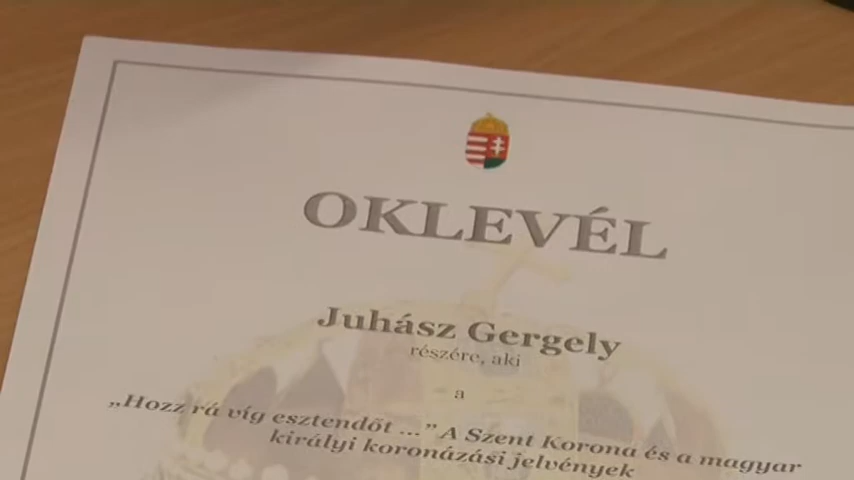 OKLEVÉL
Juhász Gergely
részére, aki
a
„Hozz rá víg esztendőt ...” A Szent Korona és a magyar
királyi koronázási jelvények